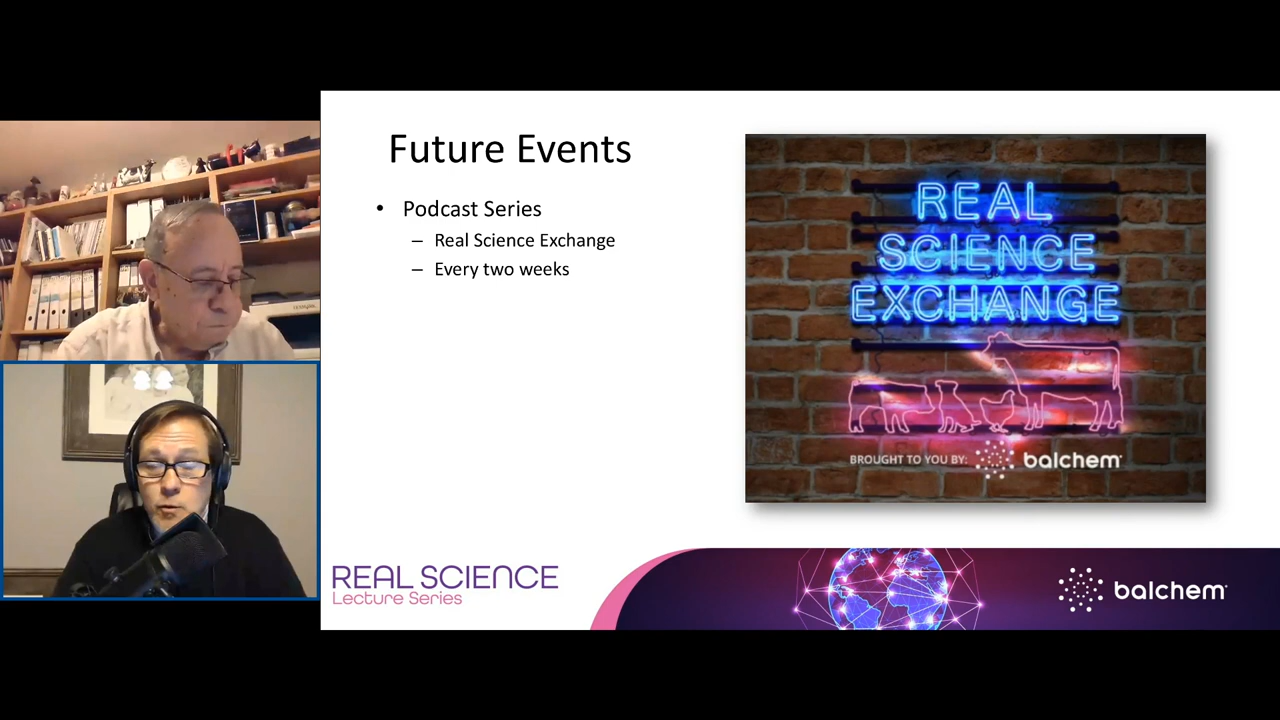 Future Events
• Podcast Series
– Real Science Exchange
– Every two weeks
REAL
SCIENCE
EXCHANGE
BROUGHT TO YOU BY: balchem
REAL SCIENCE
Lecture Series
balchem